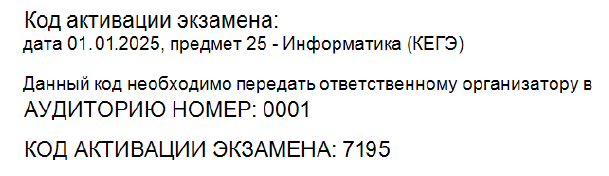 Код активации экзамена:
дата 01.01.2025, предмет 25 - Информатика (КЕГЭ)
Данный код необходимо передать ответственному организатору в
АУДИТОРИЮ НОМЕР: 0001
КОД АКТИВАЦИИ ЭКЗАМЕНА: 7195